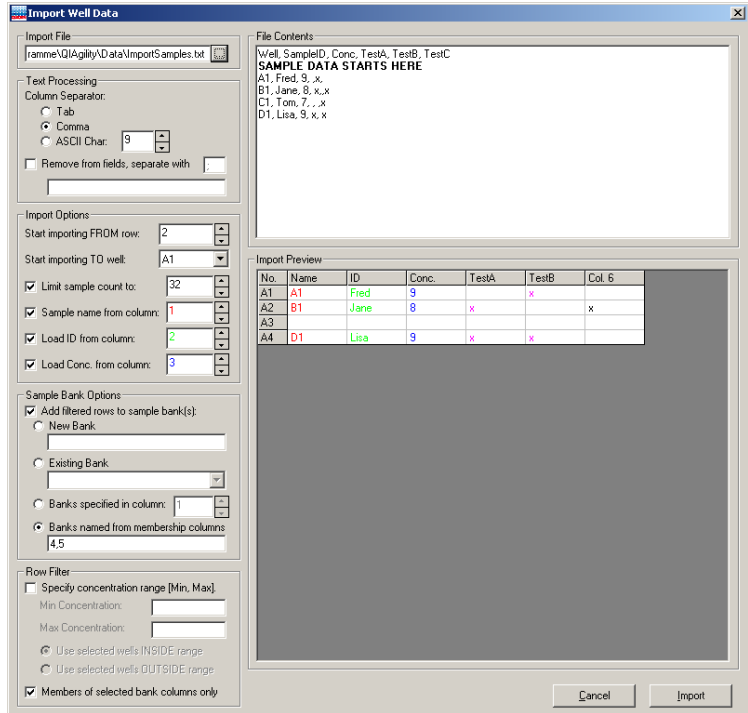 Import Well Data
Import File
ramme\QIAgility\Data\ImportSamples.txt
Text Processing
Column Separator:
Tab
Comma
ASCII Char: 9
Remove from fields, separate with ;
Import Options
Start importing FROM row: 2
Start importing TO well: A1
Limit sample count to: 32
Sample name from column: 1
Load ID from column: 2
Load Conc. from column: 3
Sample Bank Options
Add filtered rows to sample bank(s):
New Bank
Existing Bank
Banks specified in column: 1
Banks named from membership columns
4,5
Row Filter
Specify concentration range [Min, Max].
Min Concentration:
Max Concentration:
Use selected wells INSIDE range
Use selected wells OUTSIDE range
Members of selected bank columns only
File Contents
Well, SampleID, Conc, TestA, TestB, TestC
SAMPLE DATA STARTS HERE
A1, Fred, 9, ,x,
B1, Jane, 8, x,,x
C1, Tom, 7, , ,x
D1, Lisa, 9, x, x
Import Preview
No. Name ID Conc. TestA TestB Col. 6
A1 A1 Fred 9 x
A2 B1 Jane 8 x x
A3
A4 D1 Lisa 9 x x
Cancel Import